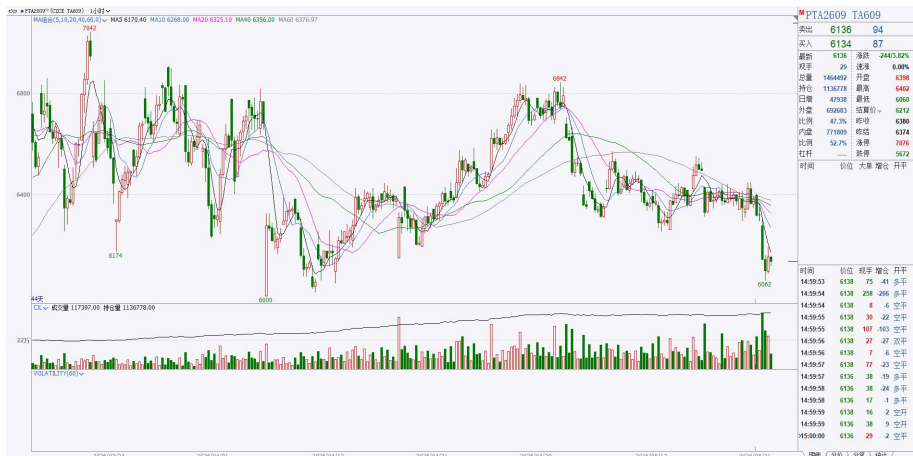 PTA2609 (CZCE TA609) 1小时
MA组合(5,10,20,40,60,0) MA5 6170.40 MA10 6268.00 MA20 6325.10 MA40 6356.00 MA60 6376.97
7042
6800
6842
6400
6174
6000
6062
44天
CJL 成交量 117397.00 持仓量 1136778.00
22万
VOLATILITY(60)
M PTA2609 TA609
卖出 6136 94
买入 6134 87
最新 6136 涨跌 -244/3.82%
现手 29 速涨 0.00%
总量 1464492 开盘 6398
持仓 1136778 最高 6402
日增 47938 最低 6060
外盘 692683 结算价 6212
比例 47.3% 昨收 6380
内盘 771809 昨结 6374
比例 52.7% 涨停 7076
杠杆 ---- 跌停 5672
时间 价位 大单 增仓 开平
时间 价位 现手 增仓 开平
14:59:53 6138 75 -41 多平
14:59:54 6138 258 -206 多平
14:59:54 6138 8 -6 空平
14:59:55 6138 30 -22 空平
14:59:55 6138 107 -103 空平
14:59:56 6138 27 -27 双平
14:59:56 6138 7 -6 空平
14:59:57 6138 77 -23 空平
14:59:57 6136 38 -19 多平
14:59:58 6136 38 -24 多平
14:59:58 6136 17 -1 多平
14:59:59 6138 16 2 空开
14:59:59 6136 38 9 空开
15:00:00 6136 29 -2 空平